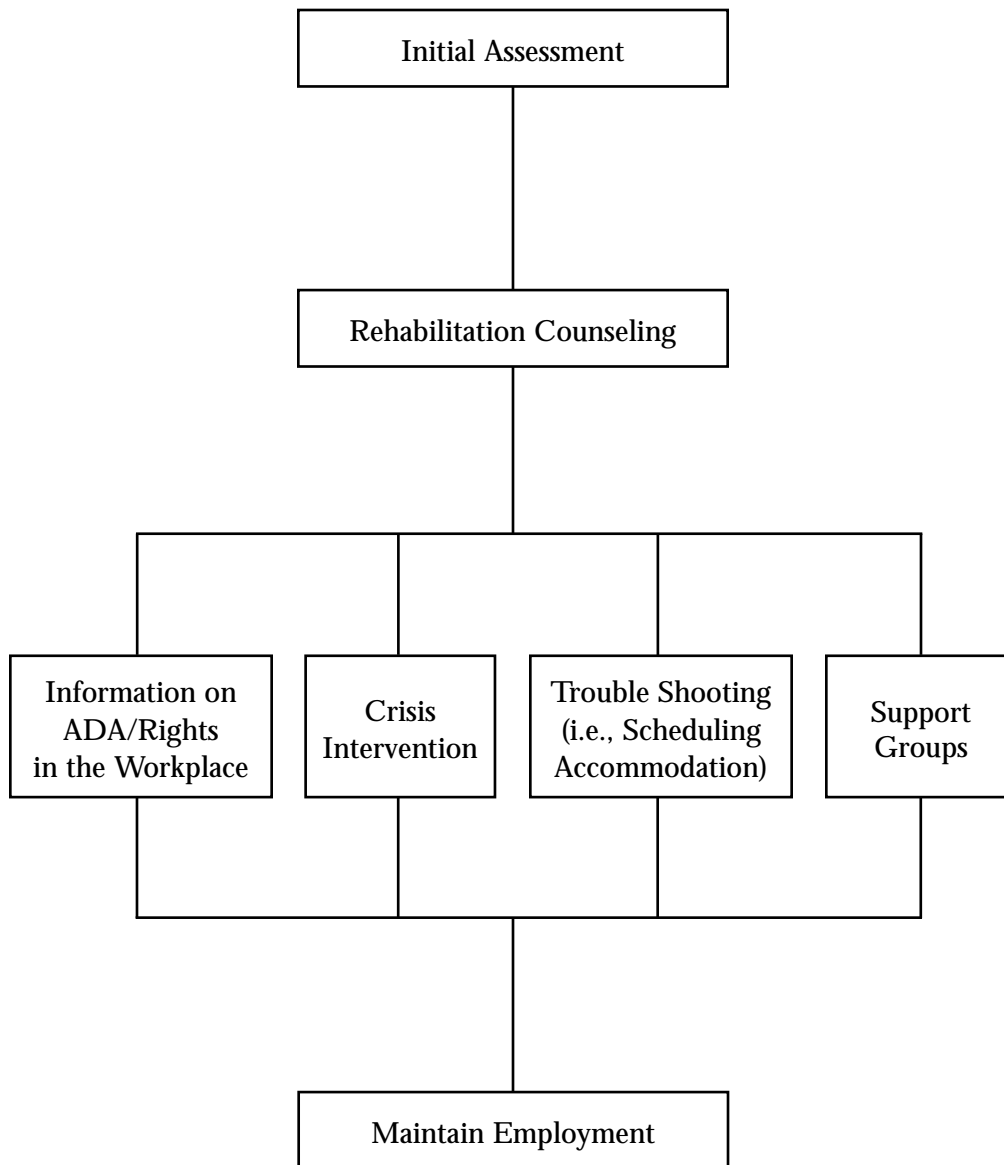 Initial Assessment
Rehabilitation Counseling
Information on
ADA/Rights
in the Workplace
Crisis
Intervention
Trouble Shooting
(i.e., Scheduling
Accommodation)
Support
Groups
Maintain Employment